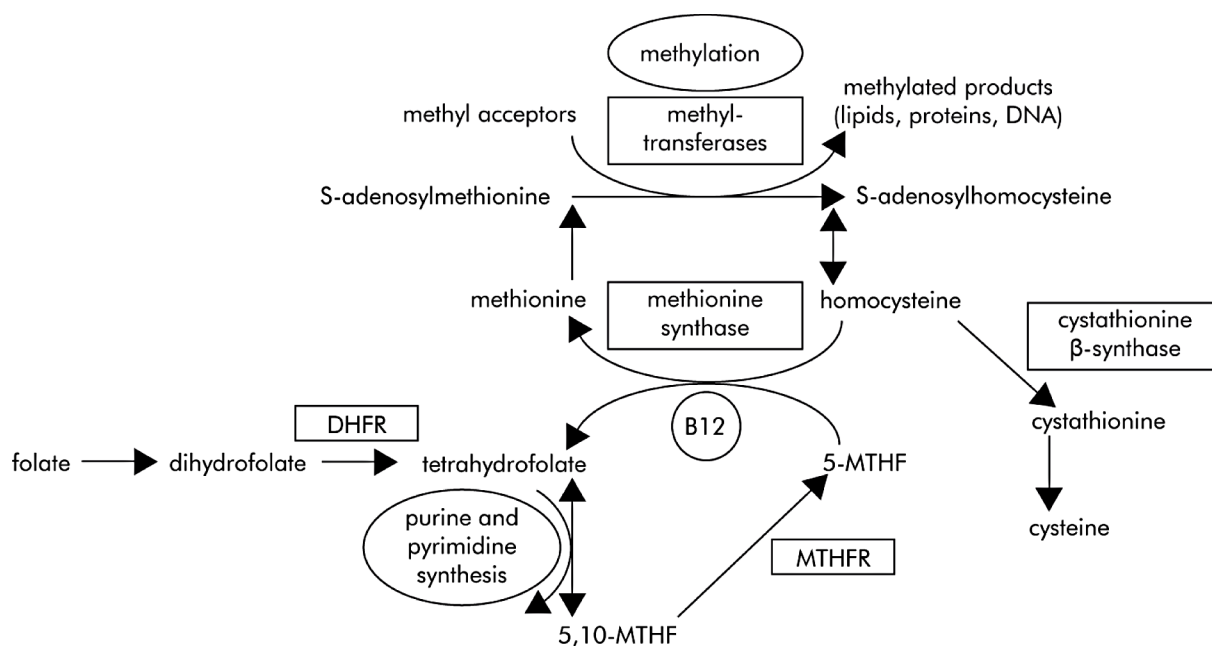 methylation
methyl acceptors
methyl-
transferases
methylated products
(lipids, proteins, DNA)
S-adenosylmethionine
S-adenosylhomocysteine
methionine
methionine
synthase
homocysteine
cystathionine
β-synthase
B12
cystathionine
DHFR
folate
dihydrofolate
tetrahydrofolate
5-MTHF
purine and
pyrimidine
synthesis
MTHFR
cysteine
5,10-MTHF